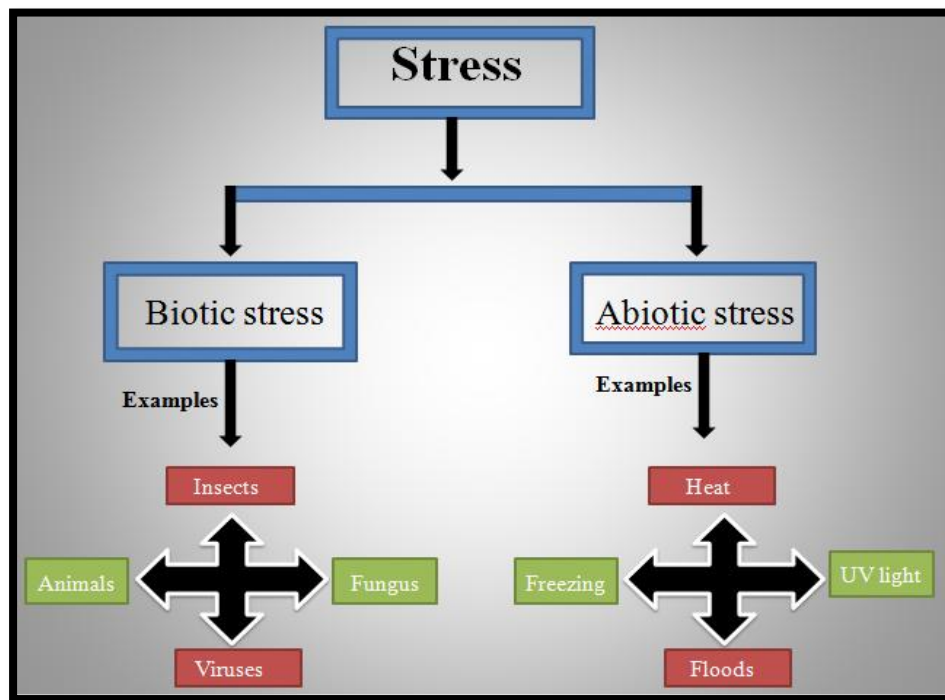 Stress
Biotic stress
Abiotic stress
Examples
Examples
Insects
Heat
Animals
Fungus
Freezing
UV light
Viruses
Floods